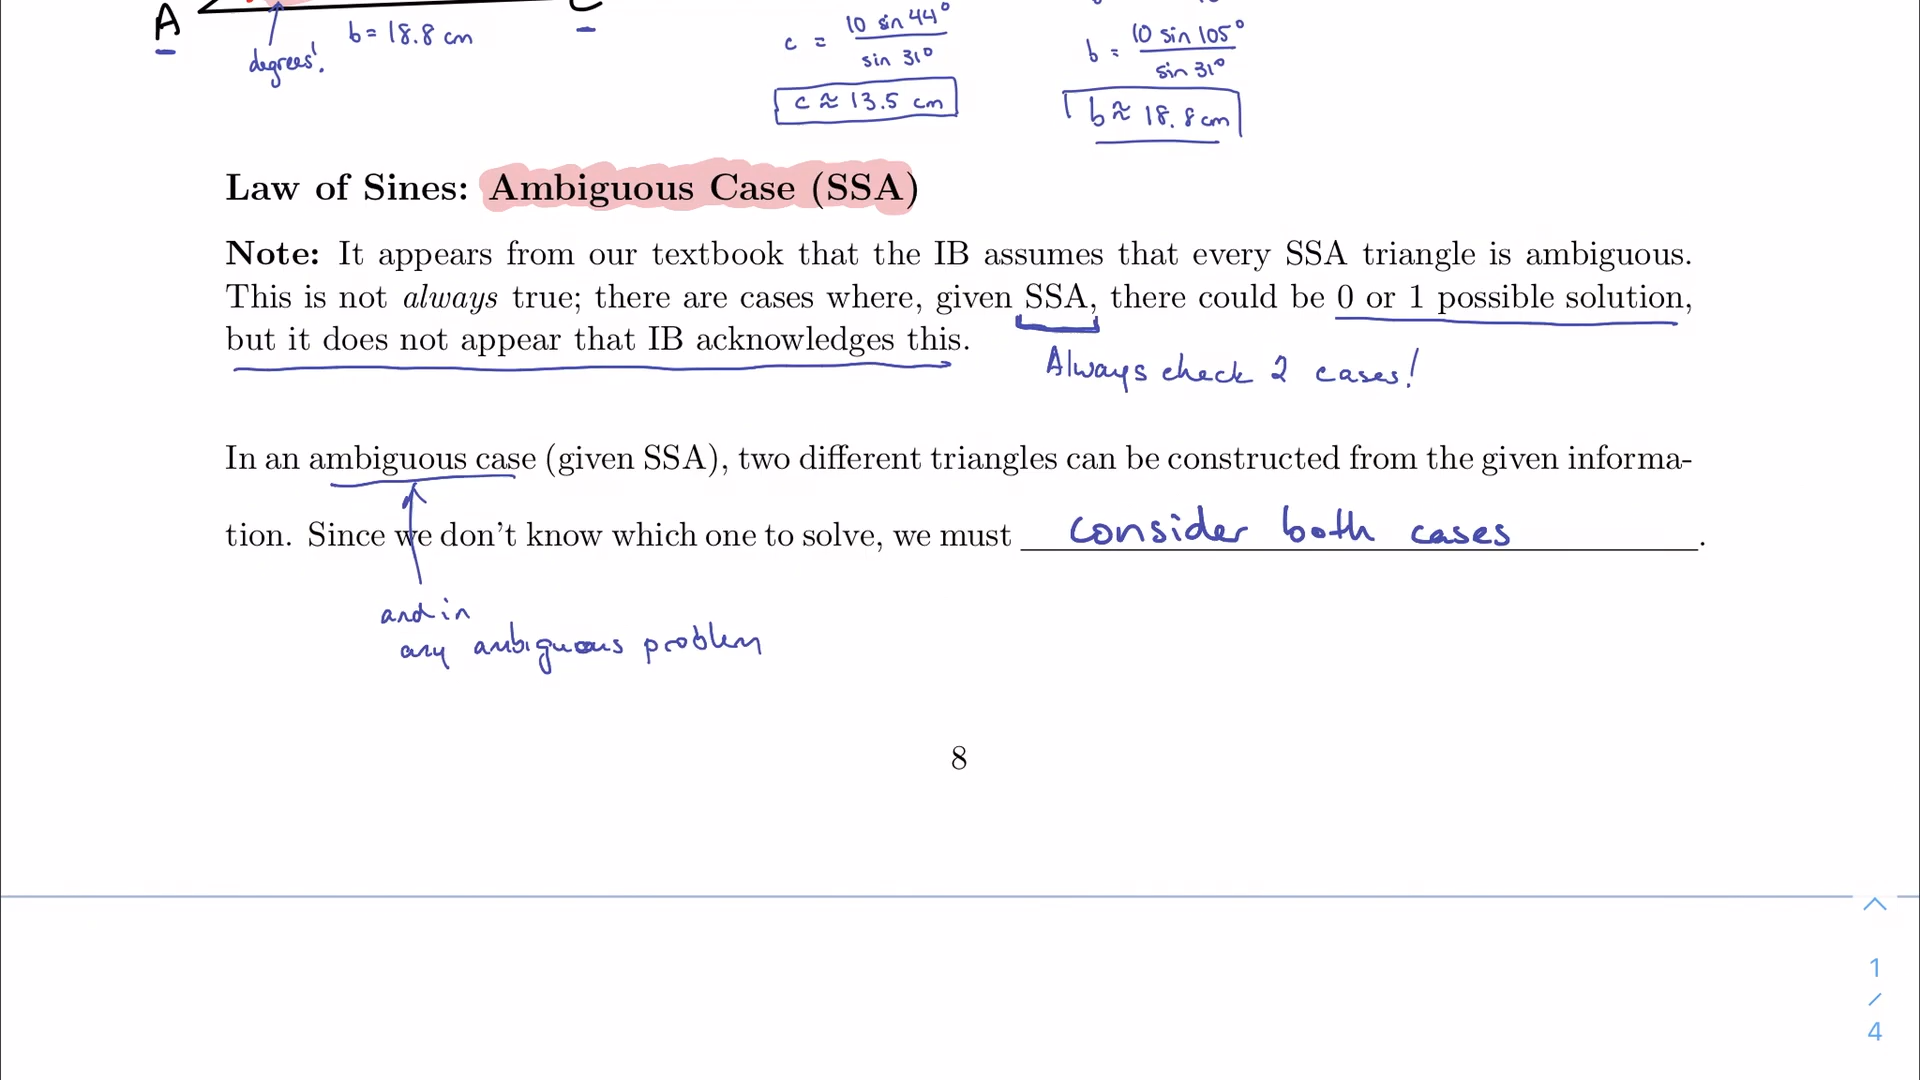 A
b = 18.8 cm
degrees!
c = 10 sin 44° / sin 31°
c ≈ 13.5 cm
b = 10 sin 105° / sin 31°
b ≈ 18.8 cm
Law of Sines: Ambiguous Case (SSA)
Note: It appears from our textbook that the IB assumes that every SSA triangle is ambiguous.
This is not always true; there are cases where, given SSA, there could be 0 or 1 possible solution,
but it does not appear that IB acknowledges this.
Always check 2 cases!
In an ambiguous case (given SSA), two different triangles can be constructed from the given informa-
tion. Since we don't know which one to solve, we must consider both cases.
and in
any ambiguous problem
8
1
/
4